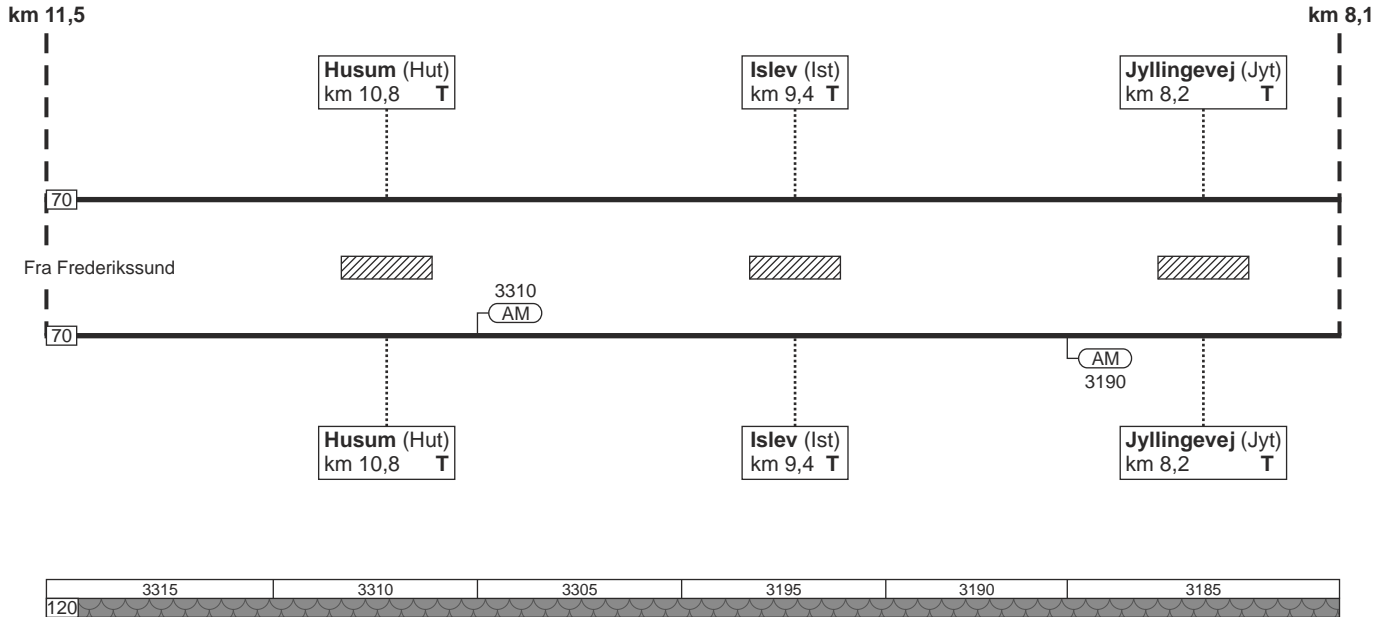 km 11,5
km 8,1
Husum (Hut)
km 10,8 T
Islev (Ist)
km 9,4 T
Jyllingevej (Jyt)
km 8,2 T
70
Fra Frederikssund
3310
AM
70
AM
3190
Husum (Hut)
km 10,8 T
Islev (Ist)
km 9,4 T
Jyllingevej (Jyt)
km 8,2 T
3315 3310 3305 3195 3190 3185
120